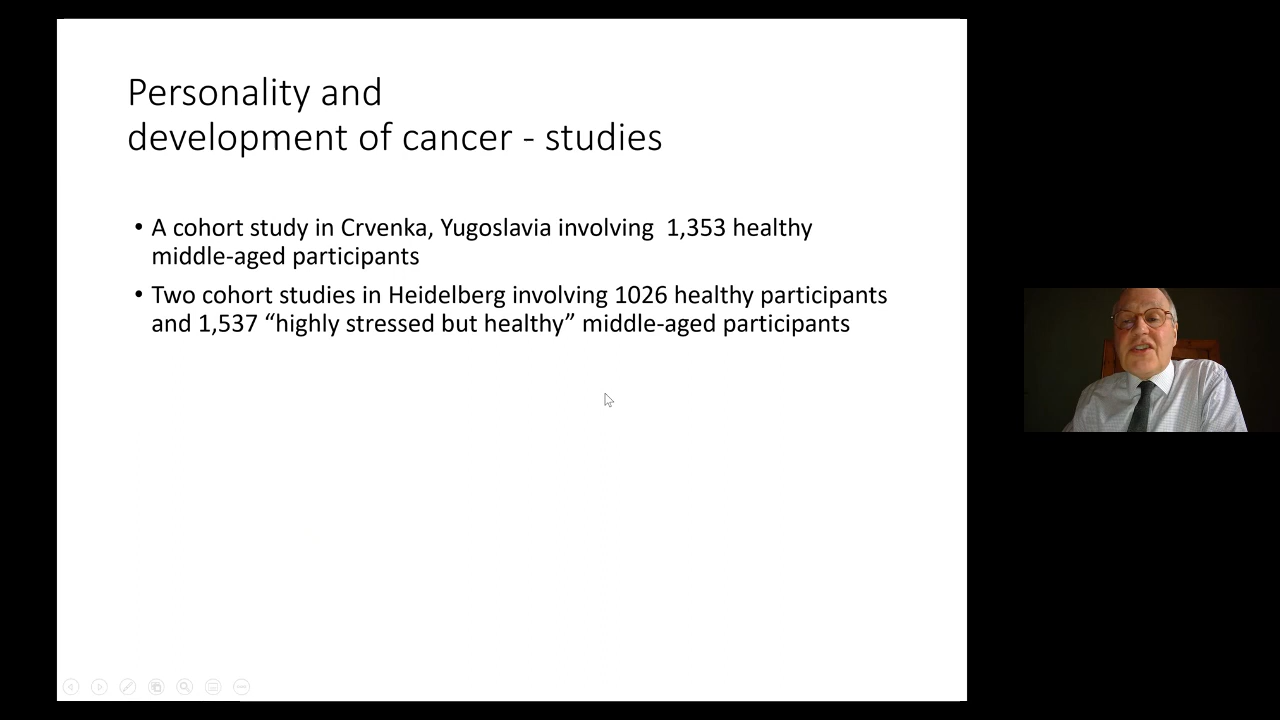 Personality and
development of cancer - studies
• A cohort study in Crvenka, Yugoslavia involving  1,353 healthy
middle-aged participants
• Two cohort studies in Heidelberg involving 1026 healthy participants
and 1,537 “highly stressed but healthy” middle-aged participants